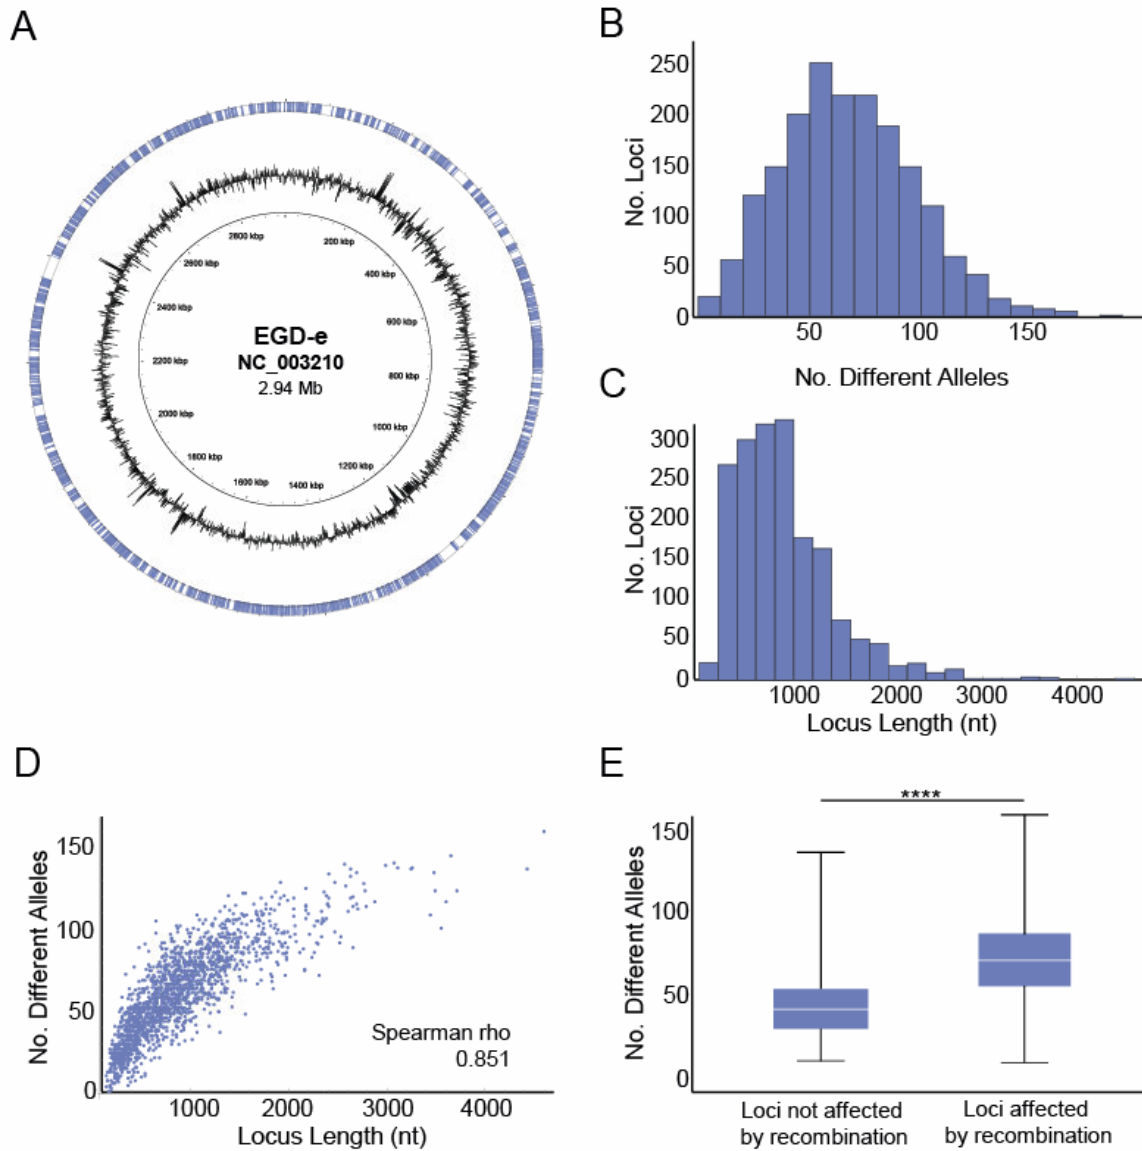 A
200 kbp
400 kbp
600 kbp
800 kbp
1000 kbp
1200 kbp
1400 kbp
1600 kbp
1800 kbp
2000 kbp
2200 kbp
2400 kbp
2600 kbp
2800 kbp
EGD-e
NC_003210
2.94 Mb
B
No. Loci
250
200
150
100
50
0
50
100
150
No. Different Alleles
C
No. Loci
300
250
200
150
100
50
0
1000
2000
3000
4000
Locus Length (nt)
D
No. Different Alleles
150
100
50
0
Spearman rho
0.851
1000
2000
3000
4000
Locus Length (nt)
E
No. Different Alleles
150
100
50
0
****
Loci not affected
by recombination
Loci affected
by recombination